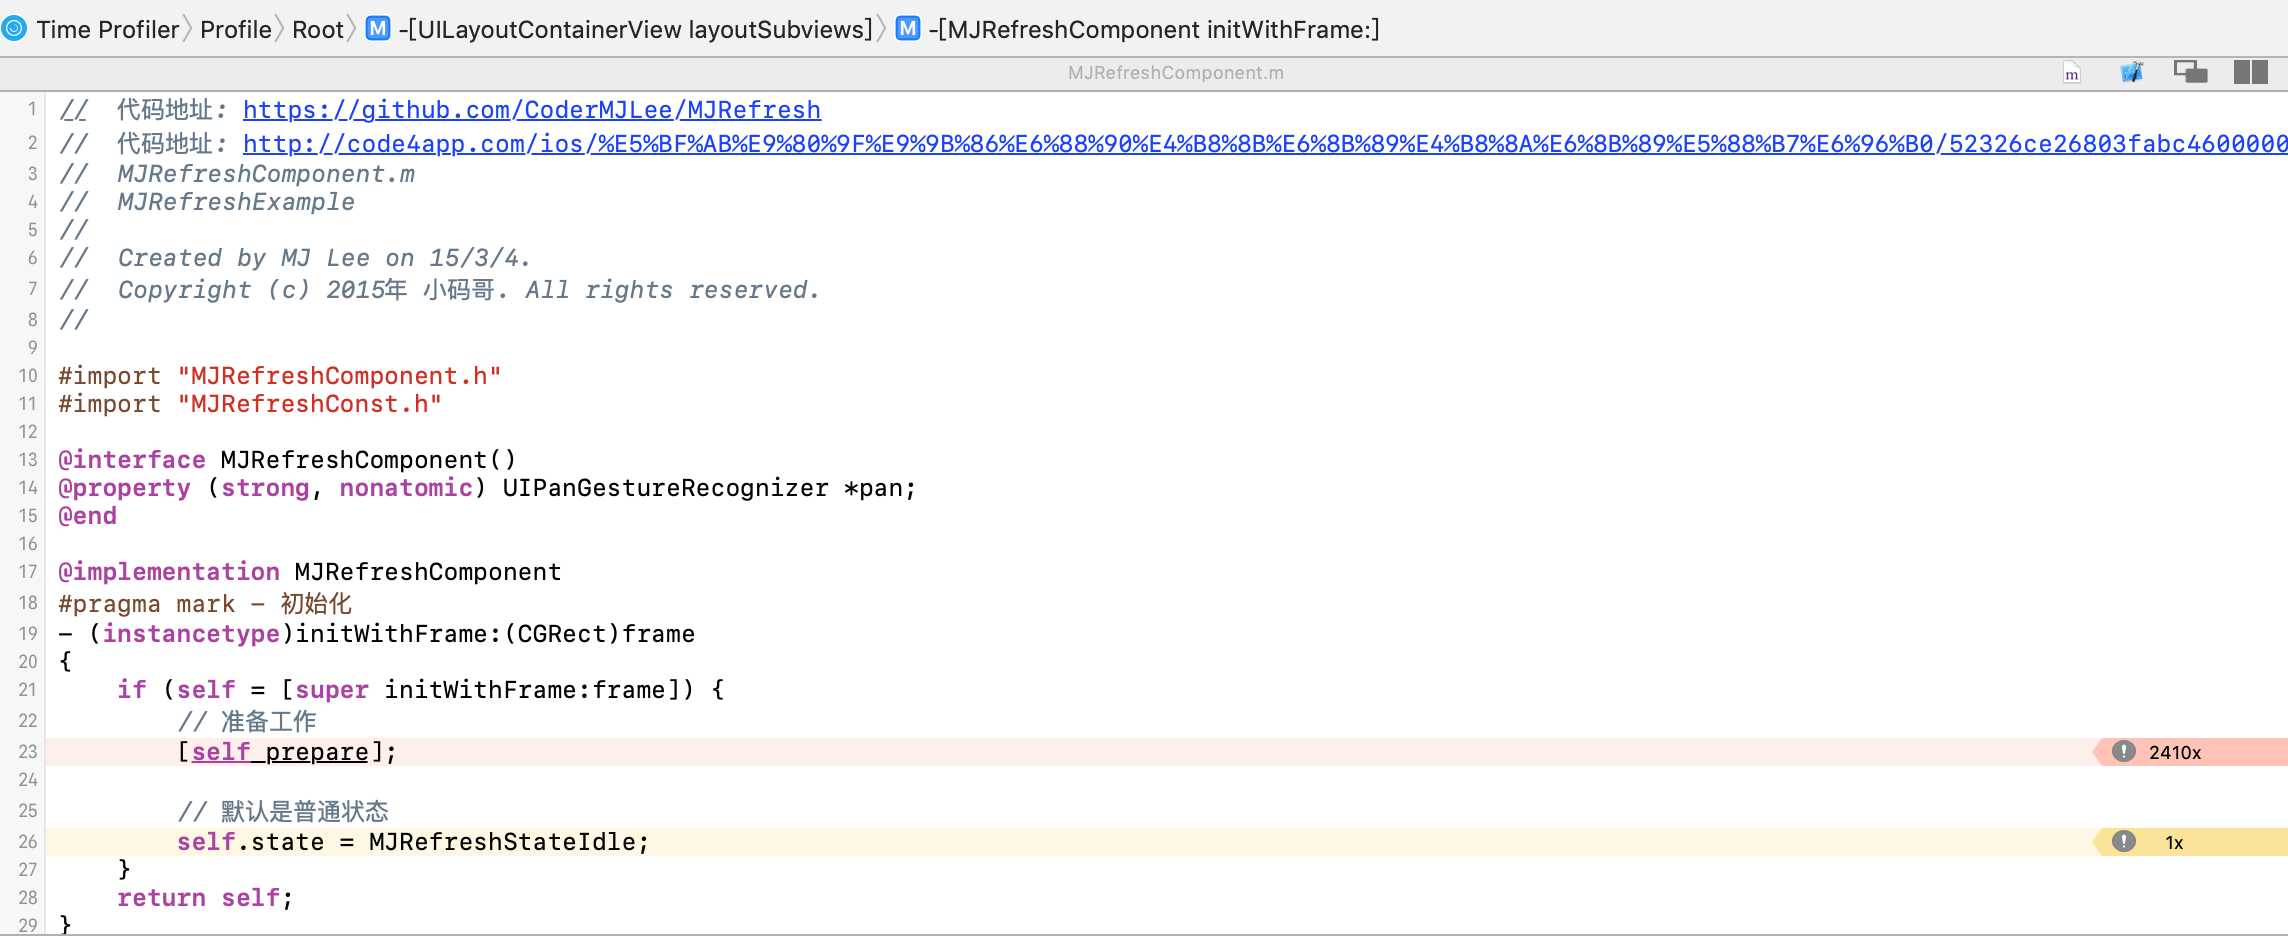 Time Profiler Profile Root M -[UILayoutContainerView layoutSubviews] M -[MJRefreshComponent initWithFrame:]
MJRefreshComponent.m m
1 // 代码地址: https://github.com/CoderMJLee/MJRefresh
2 // 代码地址: http://code4app.com/ios/%E5%BF%AB%E9%80%9F%E9%9B%86%E6%88%90%E4%B8%8B%E6%8B%89%E4%B8%8A%E6%8B%89%E5%88%B7%E6%96%B0/52326ce26803fabc4600000
3 // MJRefreshComponent.m
4 // MJRefreshExample
5 //
6 // Created by MJ Lee on 15/3/4.
7 // Copyright (c) 2015年 小码哥. All rights reserved.
8 //
9
10 #import "MJRefreshComponent.h"
11 #import "MJRefreshConst.h"
12
13 @interface MJRefreshComponent()
14 @property (strong, nonatomic) UIPanGestureRecognizer *pan;
15 @end
16
17 @implementation MJRefreshComponent
18 #pragma mark - 初始化
19 - (instancetype)initWithFrame:(CGRect)frame
20 {
21 if (self = [super initWithFrame:frame]) {
22 // 准备工作
23 [self prepare]; 2410x
24
25 // 默认是普通状态
26 self.state = MJRefreshStateIdle; 1x
27 }
28 return self;
29 }